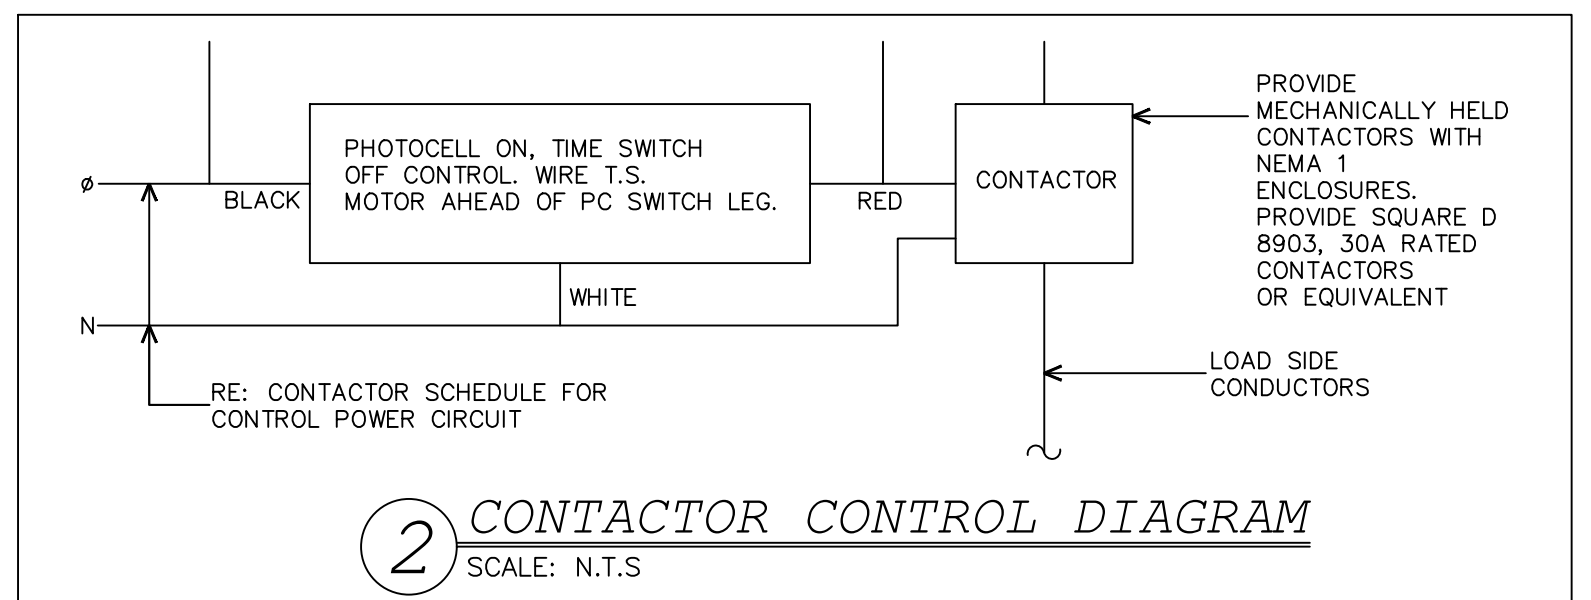 PROVIDE
MECHANICALLY HELD
CONTACTORS WITH
NEMA 1
ENCLOSURES.
PROVIDE SQUARE D
8903, 30A RATED
CONTACTORS
OR EQUIVALENT
PHOTOCELL ON, TIME SWITCH
OFF CONTROL. WIRE T.S.
MOTOR AHEAD OF PC SWITCH LEG.
CONTACTOR
ø
BLACK
RED
WHITE
N
LOAD SIDE
CONDUCTORS
RE: CONTACTOR SCHEDULE FOR
CONTROL POWER CIRCUIT
2
CONTACTOR CONTROL DIAGRAM
SCALE: N.T.S